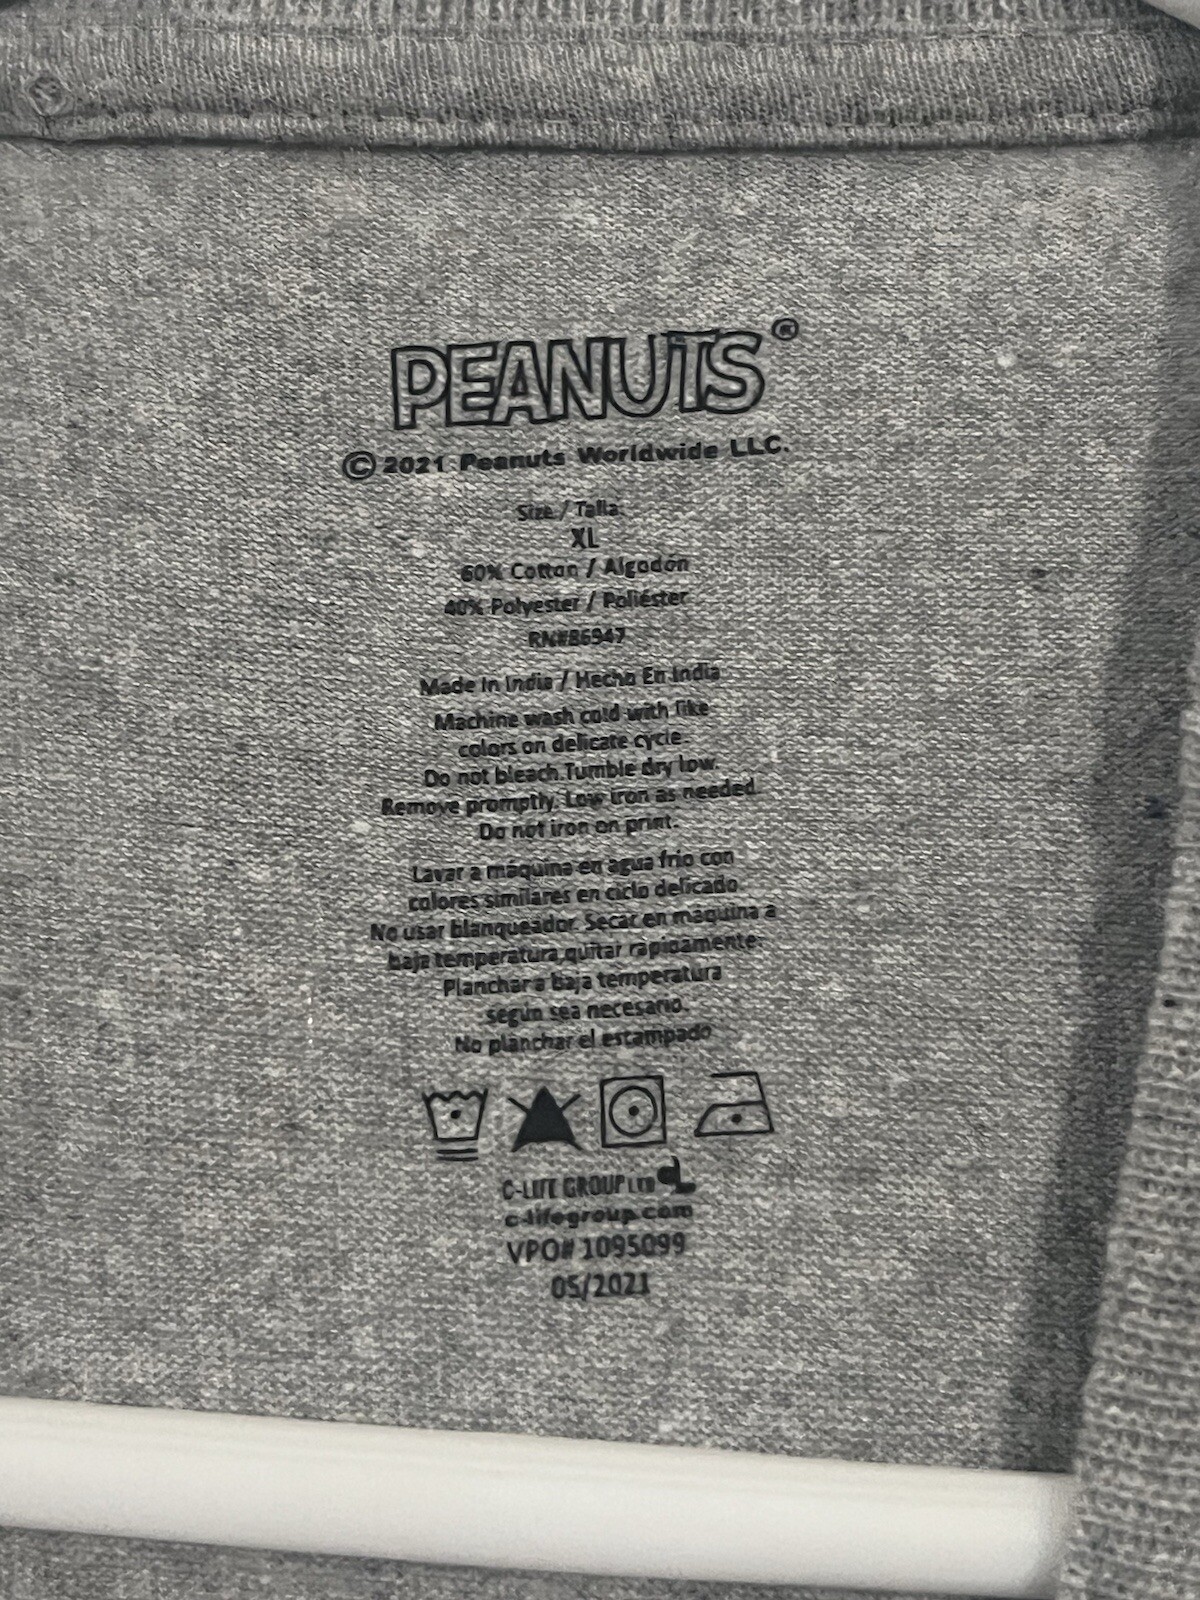 PEANUTS®
© 2021 Peanuts Worldwide LLC.
Size / Talla:
XL
60% Cotton / Algodón
40% Polyester / Poliéster
RN#86947
Made In India / Hecho En India
Machine wash cold with like
colors on delicate cycle.
Do not bleach. Tumble dry low.
Remove promptly. Low iron as needed.
Do not iron on print.
Lavar a máquina en agua frio con
colores similares en ciclo delicado.
No usar blanqueador. Secar en máquina a
baja temperatura, quitar rápidamente.
Planchar a baja temperatura
según sea necesario.
No planchar el estampado
C-LIFE GROUP LTD
c-lifegroup.com
VPO# 1095099
05/2021